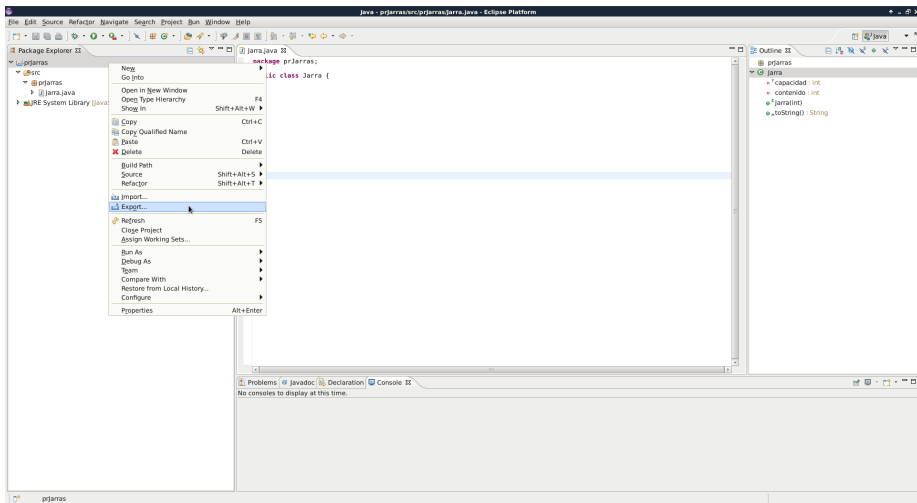 Java - prJarras/src/prJarras/Jarra.java - Eclipse Platform
File Edit Source Refactor Navigate Search Project Run Window Help
Java
Package Explorer
prJarras
src
prJarras
Jarra.java
JRE System Library
New
Go Into
Open in New Window
Open Type Hierarchy F4
Show In Shift+Alt+W
Copy Ctrl+C
Copy Qualified Name
Paste Ctrl+V
Delete Delete
Build Path
Source Shift+Alt+S
Refactor Shift+Alt+T
Import...
Export...
Refresh F5
Close Project
Assign Working Sets...
Run As
Debug As
Team
Compare With
Restore from Local History...
Configure
Properties Alt+Enter
Jarra.java
package prJarras;
lic class Jarra {
Outline
prJarras
Jarra
capacidad : int
contenido : int
Jarra(int)
toString() : String
Problems Javadoc Declaration Console
No consoles to display at this time.
prJarras